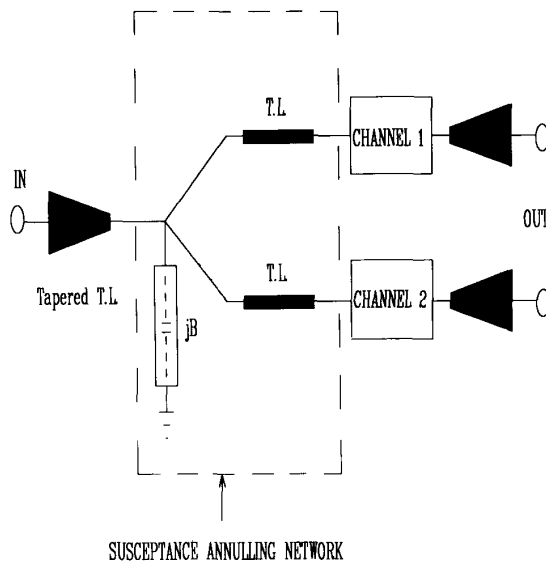 T.L
CHANNEL 1
IN
OUT
Tapered T.L
T.L
CHANNEL 2
jB
SUSCEPTANCE ANNULLING NETWORK